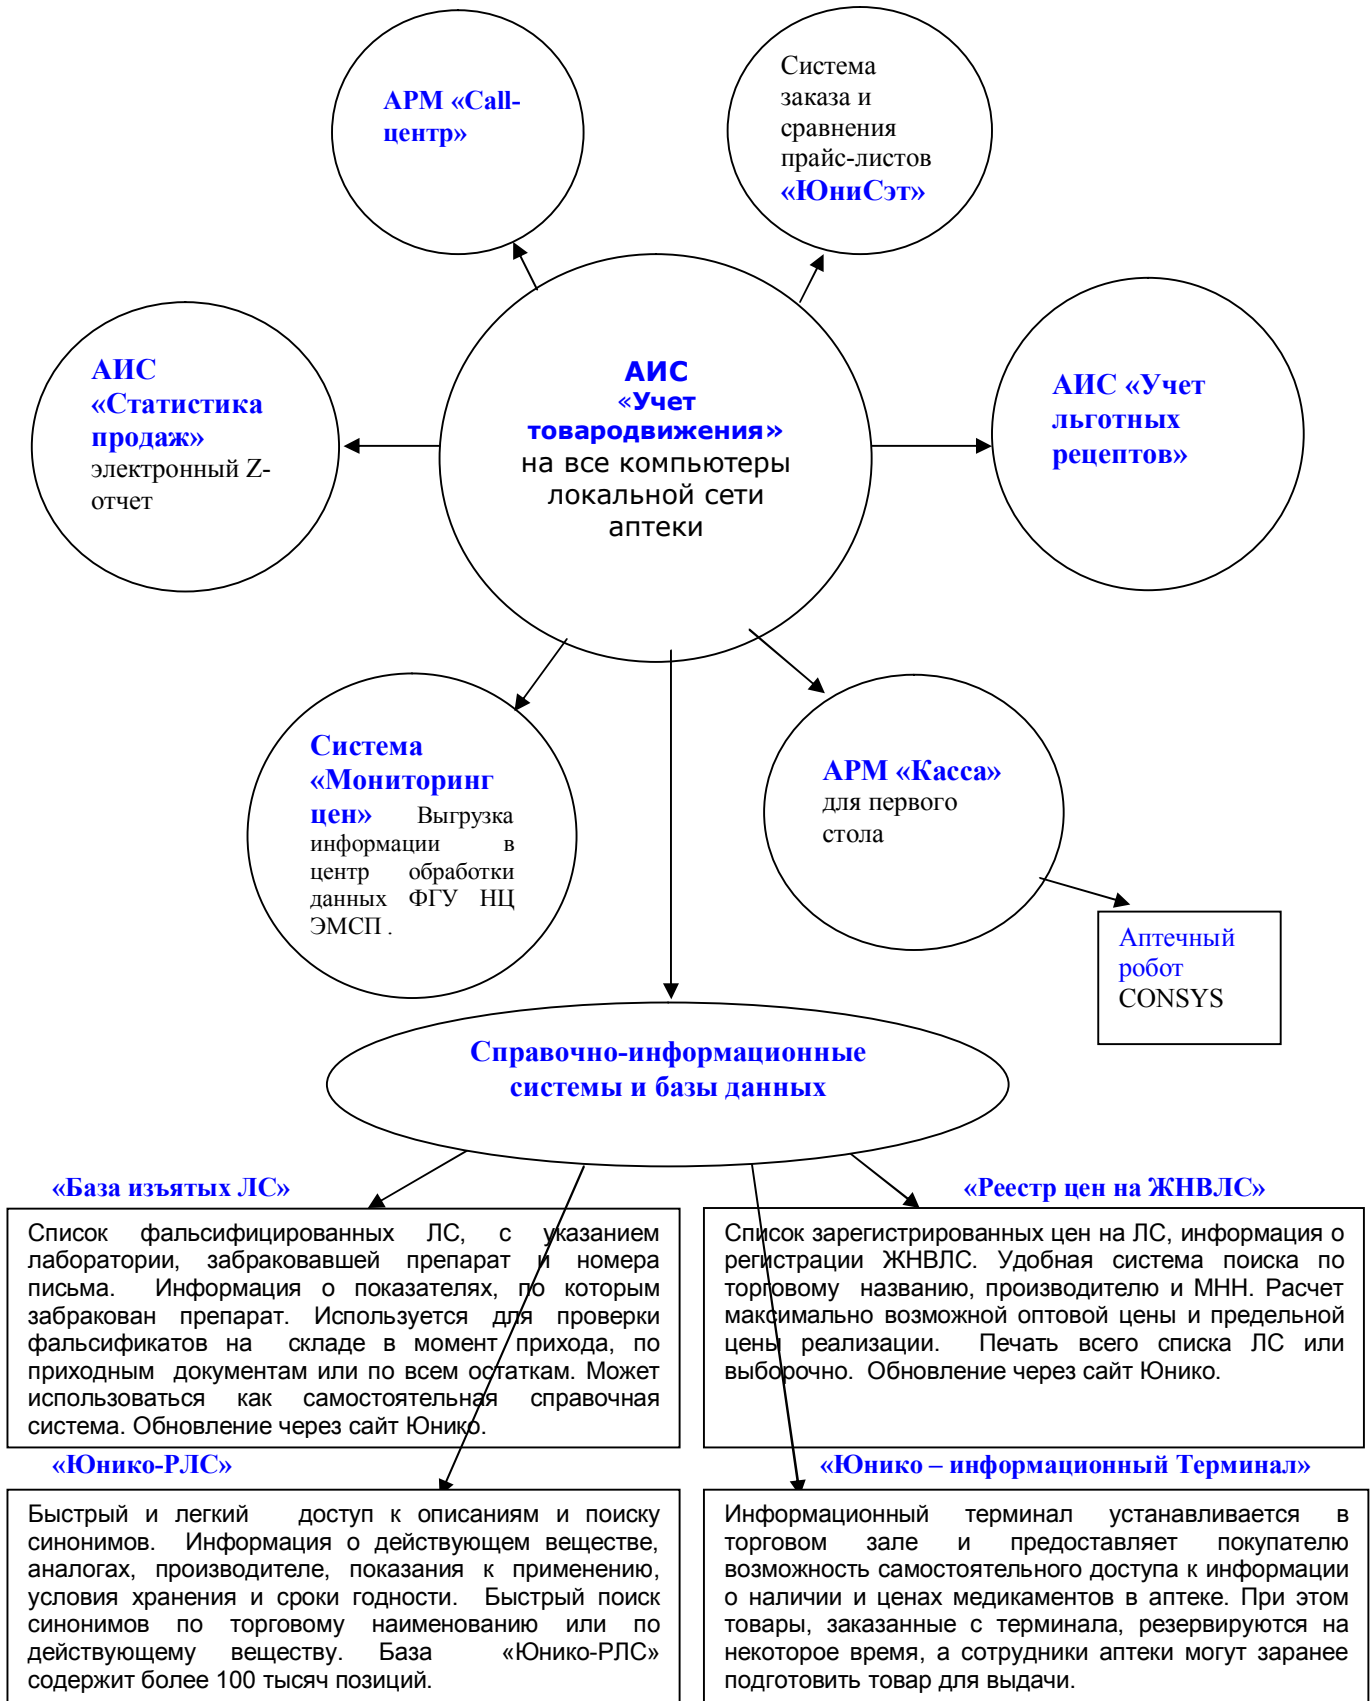 АРМ «Call-
центр»
Система
заказа и
сравнения
прайс-листов
«ЮниСэт»
АИС
«Статистика
продаж»
электронный Z-
отчет
АИС
«Учет
товародвижения»
на все компьютеры
локальной сети
аптеки
АИС «Учет
льготных
рецептов»
Система
«Мониторинг
цен» Выгрузка
информации в
центр обработки
данных ФГУ НЦ
ЭМСП .
АРМ «Касса»
для первого
стола
Аптечный
робот
CONSYS
Справочно-информационные
системы и базы данных
«База изъятых ЛС»
Список фальсифицированных ЛС, с указанием
лаборатории, забраковавшей препарат и номера
письма. Информация о показателях, по которым
забракован препарат. Используется для проверки
фальсификатов на складе в момент прихода, по
приходным документам или по всем остаткам. Может
использоваться как самостоятельная справочная
система. Обновление через сайт Юнико.
«Реестр цен на ЖНВЛС»
Список зарегистрированных цен на ЛС, информация о
регистрации ЖНВЛС. Удобная система поиска по
торговому названию, производителю и МНН. Расчет
максимально возможной оптовой цены и предельной
цены реализации. Печать всего списка ЛС или
выборочно. Обновление через сайт Юнико.
«Юнико-РЛС»
Быстрый и легкий доступ к описаниям и поиску
синонимов. Информация о действующем веществе,
аналогах, производителе, показания к применению,
условия хранения и сроки годности. Быстрый поиск
синонимов по торговому наименованию или по
действующему веществу. База «Юнико-РЛС»
содержит более 100 тысяч позиций.
«Юнико – информационный Терминал»
Информационный терминал устанавливается в
торговом зале и предоставляет покупателю
возможность самостоятельного доступа к информации
о наличии и ценах медикаментов в аптеке. При этом
товары, заказанные с терминала, резервируются на
некоторое время, а сотрудники аптеки могут заранее
подготовить товар для выдачи.